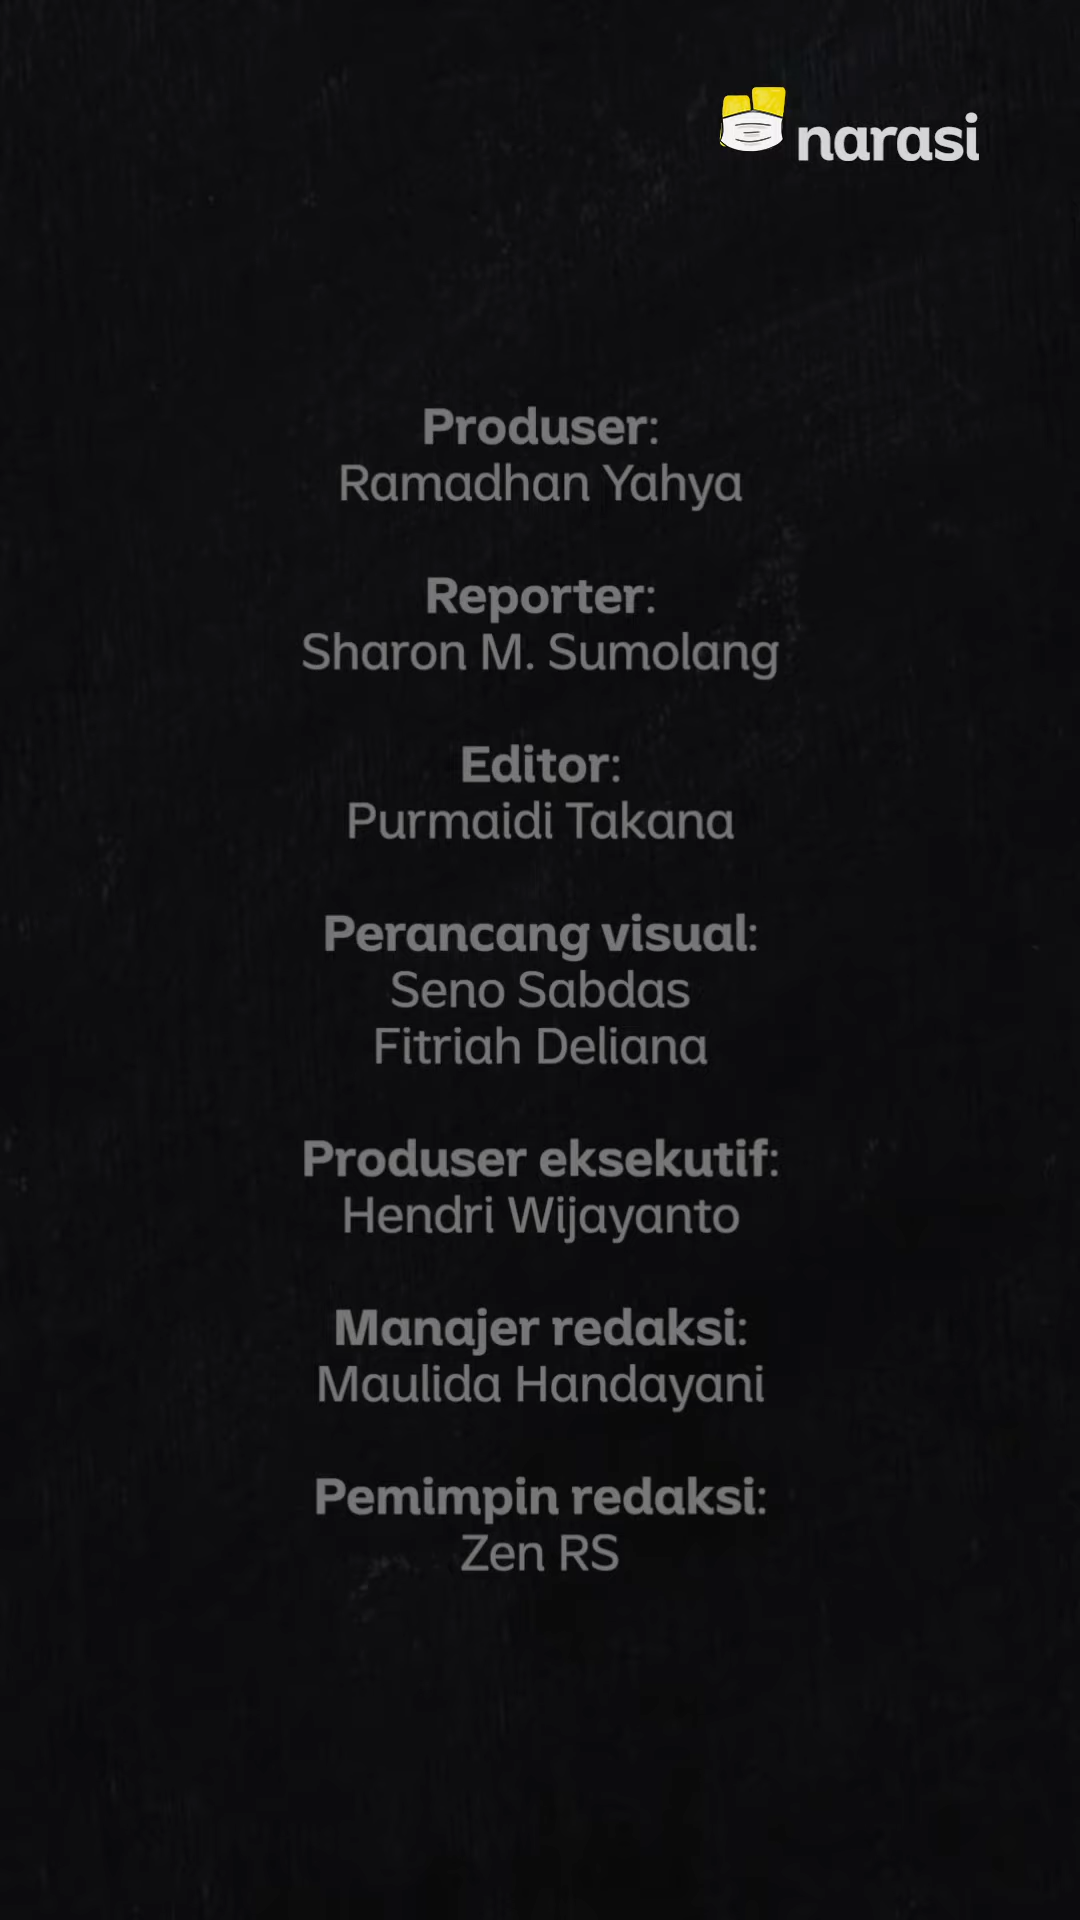 narasi
Produser:
Ramadhan Yahya
Reporter:
Sharon M. Sumolang
Editor:
Purmaidi Takana
Perancang visual:
Seno Sabdas
Fitriah Deliana
Produser eksekutif:
Hendri Wijayanto
Manajer redaksi:
Maulida Handayani
Pemimpin redaksi:
Zen RS